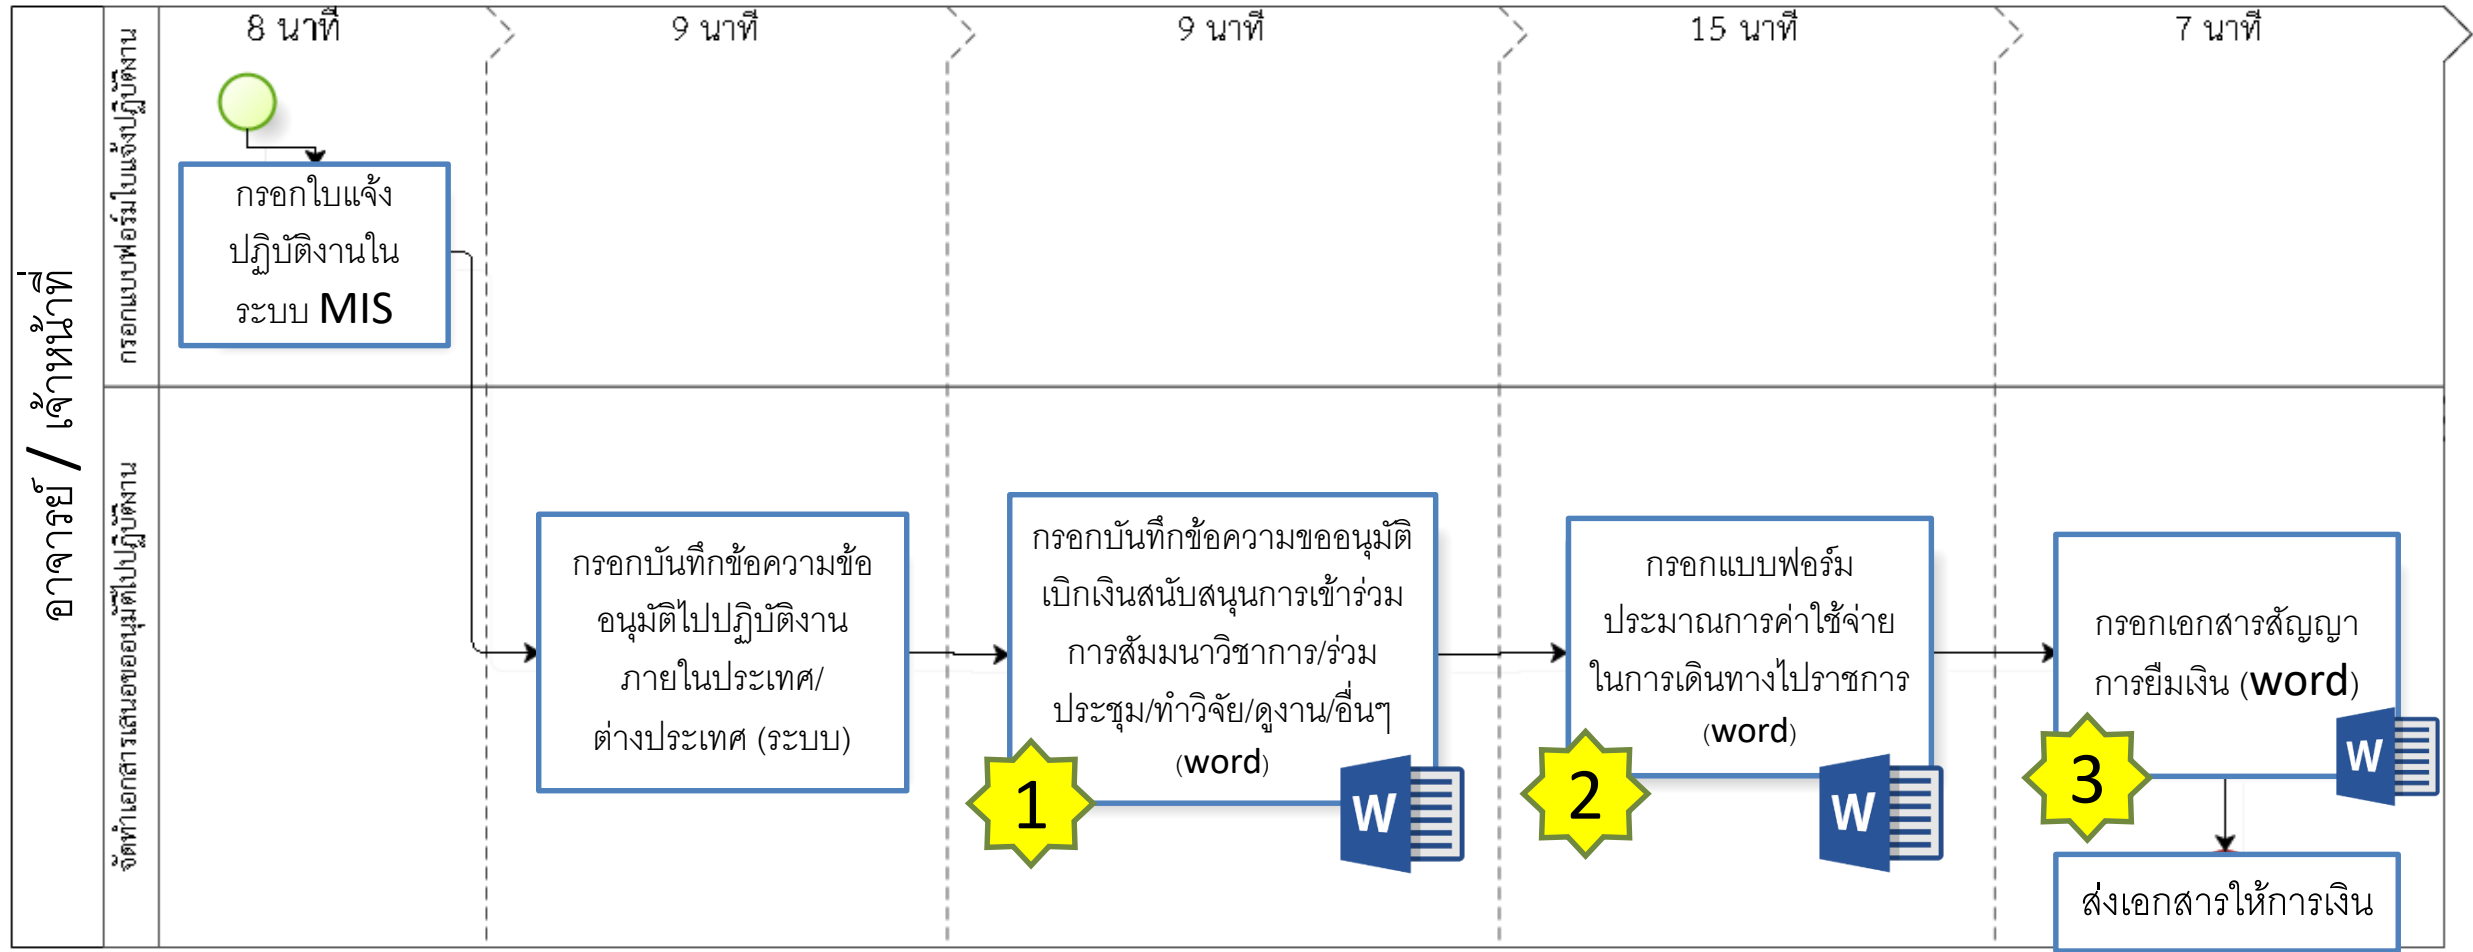 8 นาที
9 นาที
9 นาที
15 นาที
7 นาที
อาจารย์ / เจ้าหน้าที่
กรอกแบบฟอร์มใบแจ้งปฏิบัติงาน
กรอกใบแจ้ง
ปฏิบัติงานใน
ระบบ MIS
จัดทำเอกสารเสนอขออนุมัตไปปฏิบัติงาน
กรอกบันทึกข้อความข้อ
อนุมัติไปปฏิบัติงาน
ภายในประเทศ/
ต่างประเทศ (ระบบ)
กรอกบันทึกข้อความขออนุมัติ
เบิกเงินสนับสนุนการเข้าร่วม
การสัมมนาวิชาการ/ร่วม
ประชุม/ทำวิจัย/ดูงาน/อื่นๆ
(word)
1
W
กรอกแบบฟอร์ม
ประมาณการค่าใช้จ่าย
ในการเดินทางไปราชการ
(word)
2
W
กรอกเอกสารสัญญา
การยืมเงิน (word)
3
W
ส่งเอกสารให้การเงิน